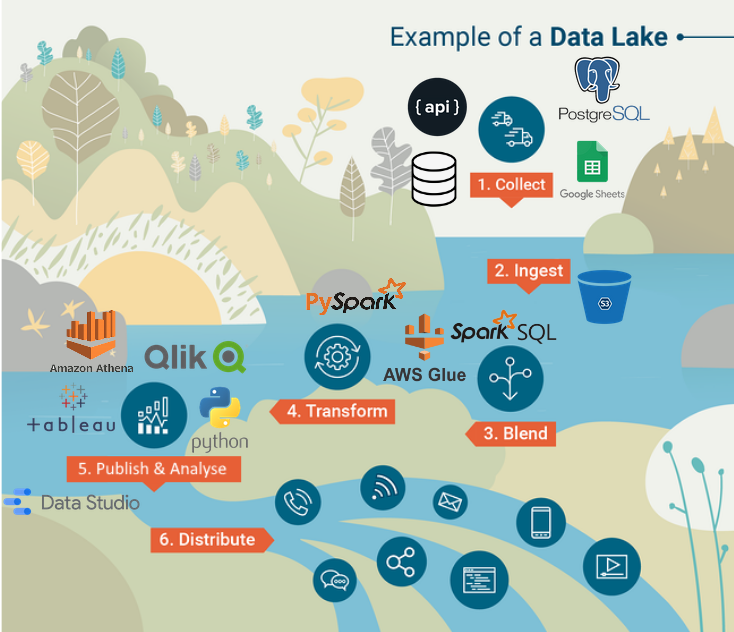 Example of a Data Lake
{ api }
PostgreSQL
1. Collect
Google Sheets
2. Ingest
S3
PySpark
Spark SQL
AWS Glue
Amazon Athena
Qlik
4. Transform
3. Blend
+ableau
python
5. Publish & Analyse
Data Studio
6. Distribute